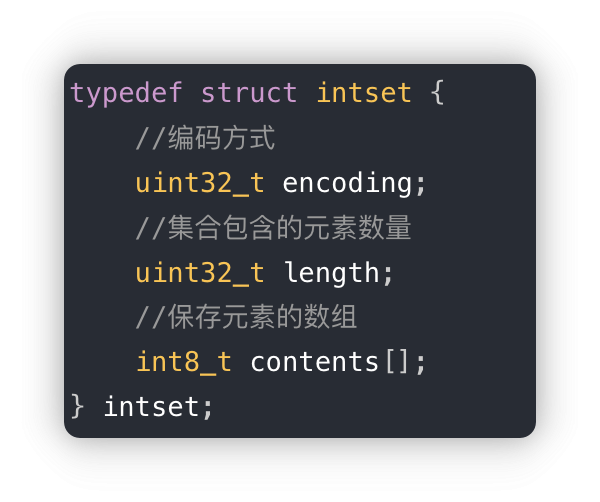 typedef struct intset {
    //编码方式
    uint32_t encoding;
    //集合包含的元素数量
    uint32_t length;
    //保存元素的数组
    int8_t contents[];
} intset;